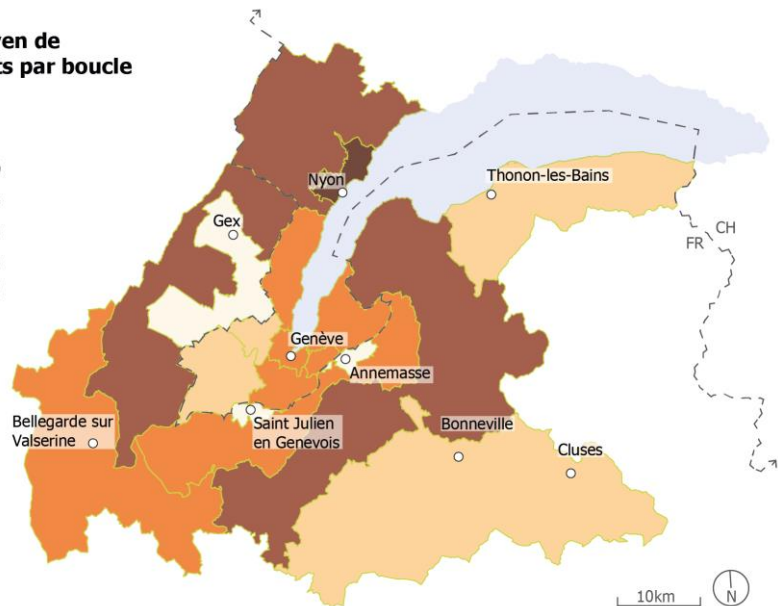 de
par boucle
Nyon
Thonon-les-Bains
Gex
CH
FR
Genève
Annemasse
Bellegarde sur
Valserine
Saint Julien
en Genevois
Bonneville
Cluses
10km
N